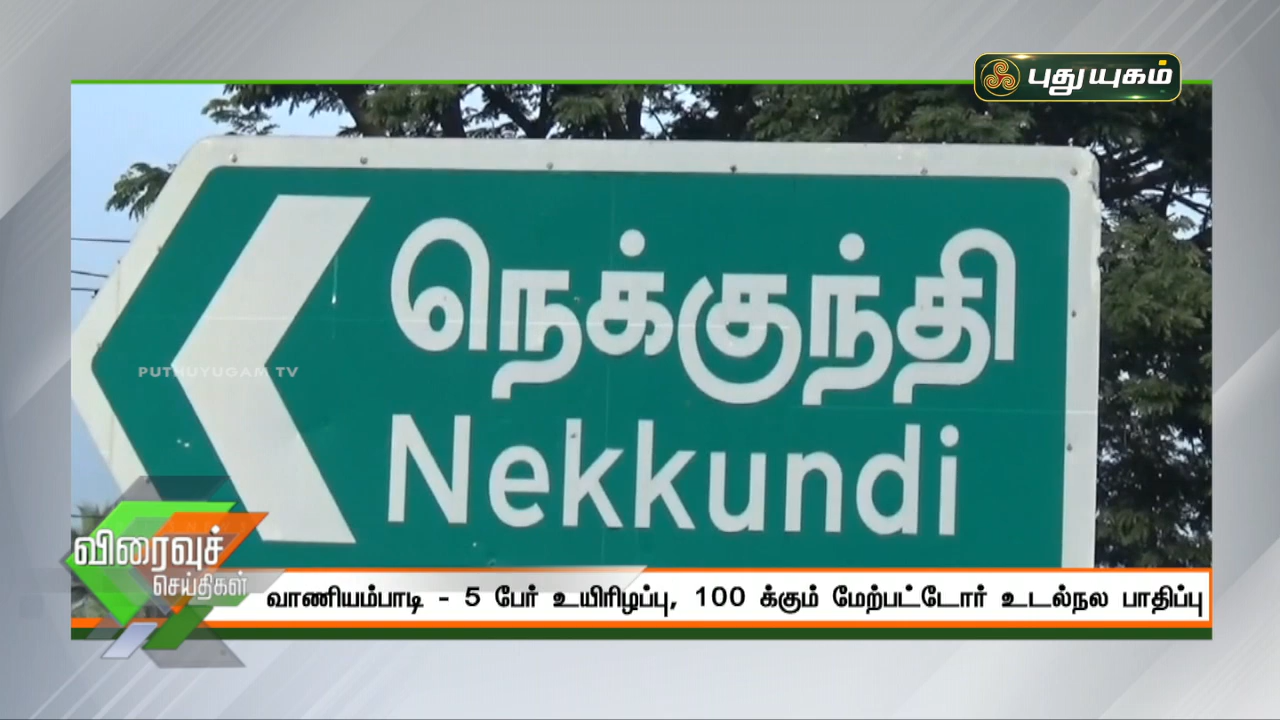 புதுயுகம்
நெக்குந்தி
PUTHUYUGAM TV
Nekkundi
விரைவுச்
செய்திகள்
வாணியம்பாடி - 5 பேர் உயிரிழப்பு, 100 க்கும் மேற்பட்டோர் உடல்நல பாதிப்பு